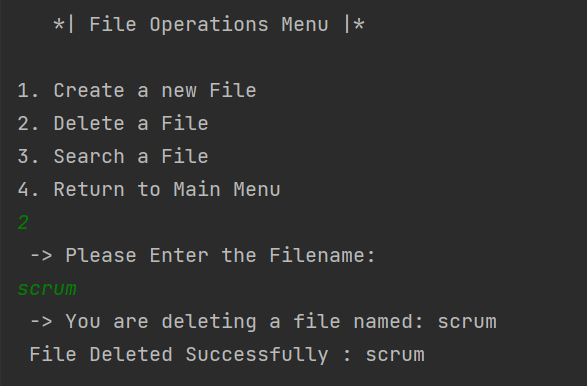 *| File Operations Menu |*
1. Create a new File
2. Delete a File
3. Search a File
4. Return to Main Menu
2
-> Please Enter the Filename:
scrum
-> You are deleting a file named: scrum
File Deleted Successfully : scrum